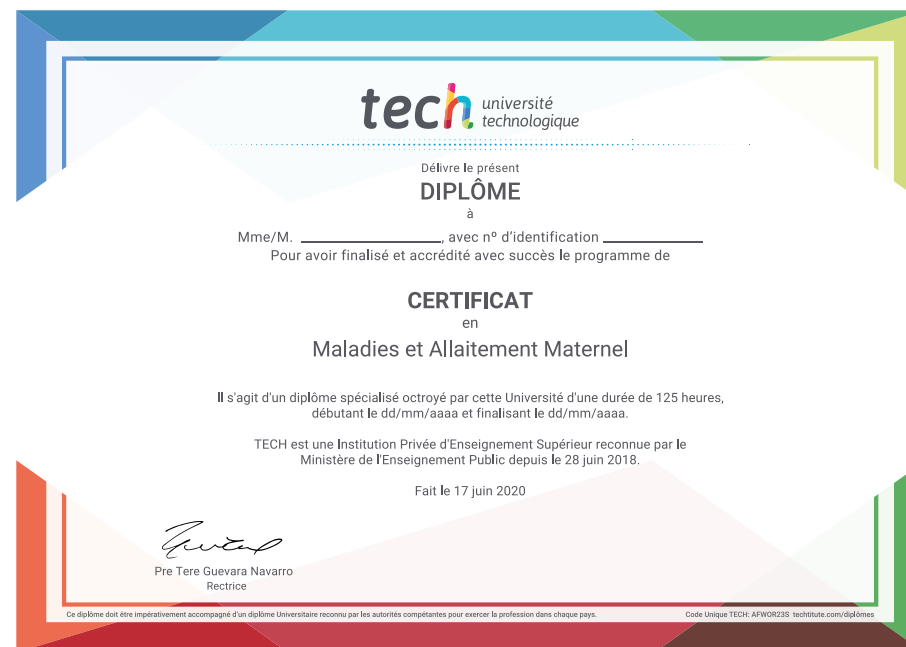 tech université
technologique
Délivre le présent
DIPLÔME
à
Mme/M. ____________________, avec nº d'identification ______________
Pour avoir finalisé et accrédité avec succès le programme de
CERTIFICAT
en
Maladies et Allaitement Maternel
Il s'agit d'un diplôme spécialisé octroyé par cette Université d'une durée de 125 heures,
débutant le dd/mm/aaaa et finalisant le dd/mm/aaaa.
TECH est une Institution Privée d'Enseignement Supérieur reconnue par le
Ministère de l'Enseignement Public depuis le 28 juin 2018.
Fait le 17 juin 2020
Pre Tere Guevara Navarro
Rectrice
Ce diplôme doit être impérativement accompagné d'un diplôme Universitaire reconnu par les autorités compétantes pour exercer la profession dans chaque pays.
Code Unique TECH: AFWOR23S techtitute.com/diplômes